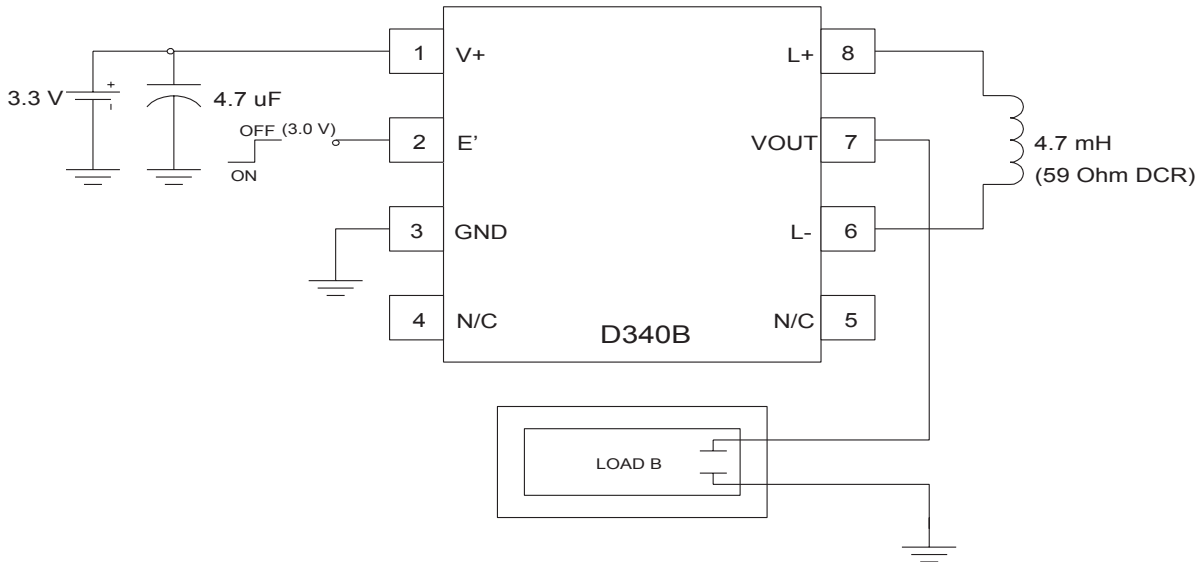 1 V+ L+ 8
+
3.3 V
-
4.7 uF
OFF (3.0 V)
ON
2 E' VOUT 7
4.7 mH
(59 Ohm DCR)
3 GND L- 6
4 N/C N/C 5
D340B
LOAD B